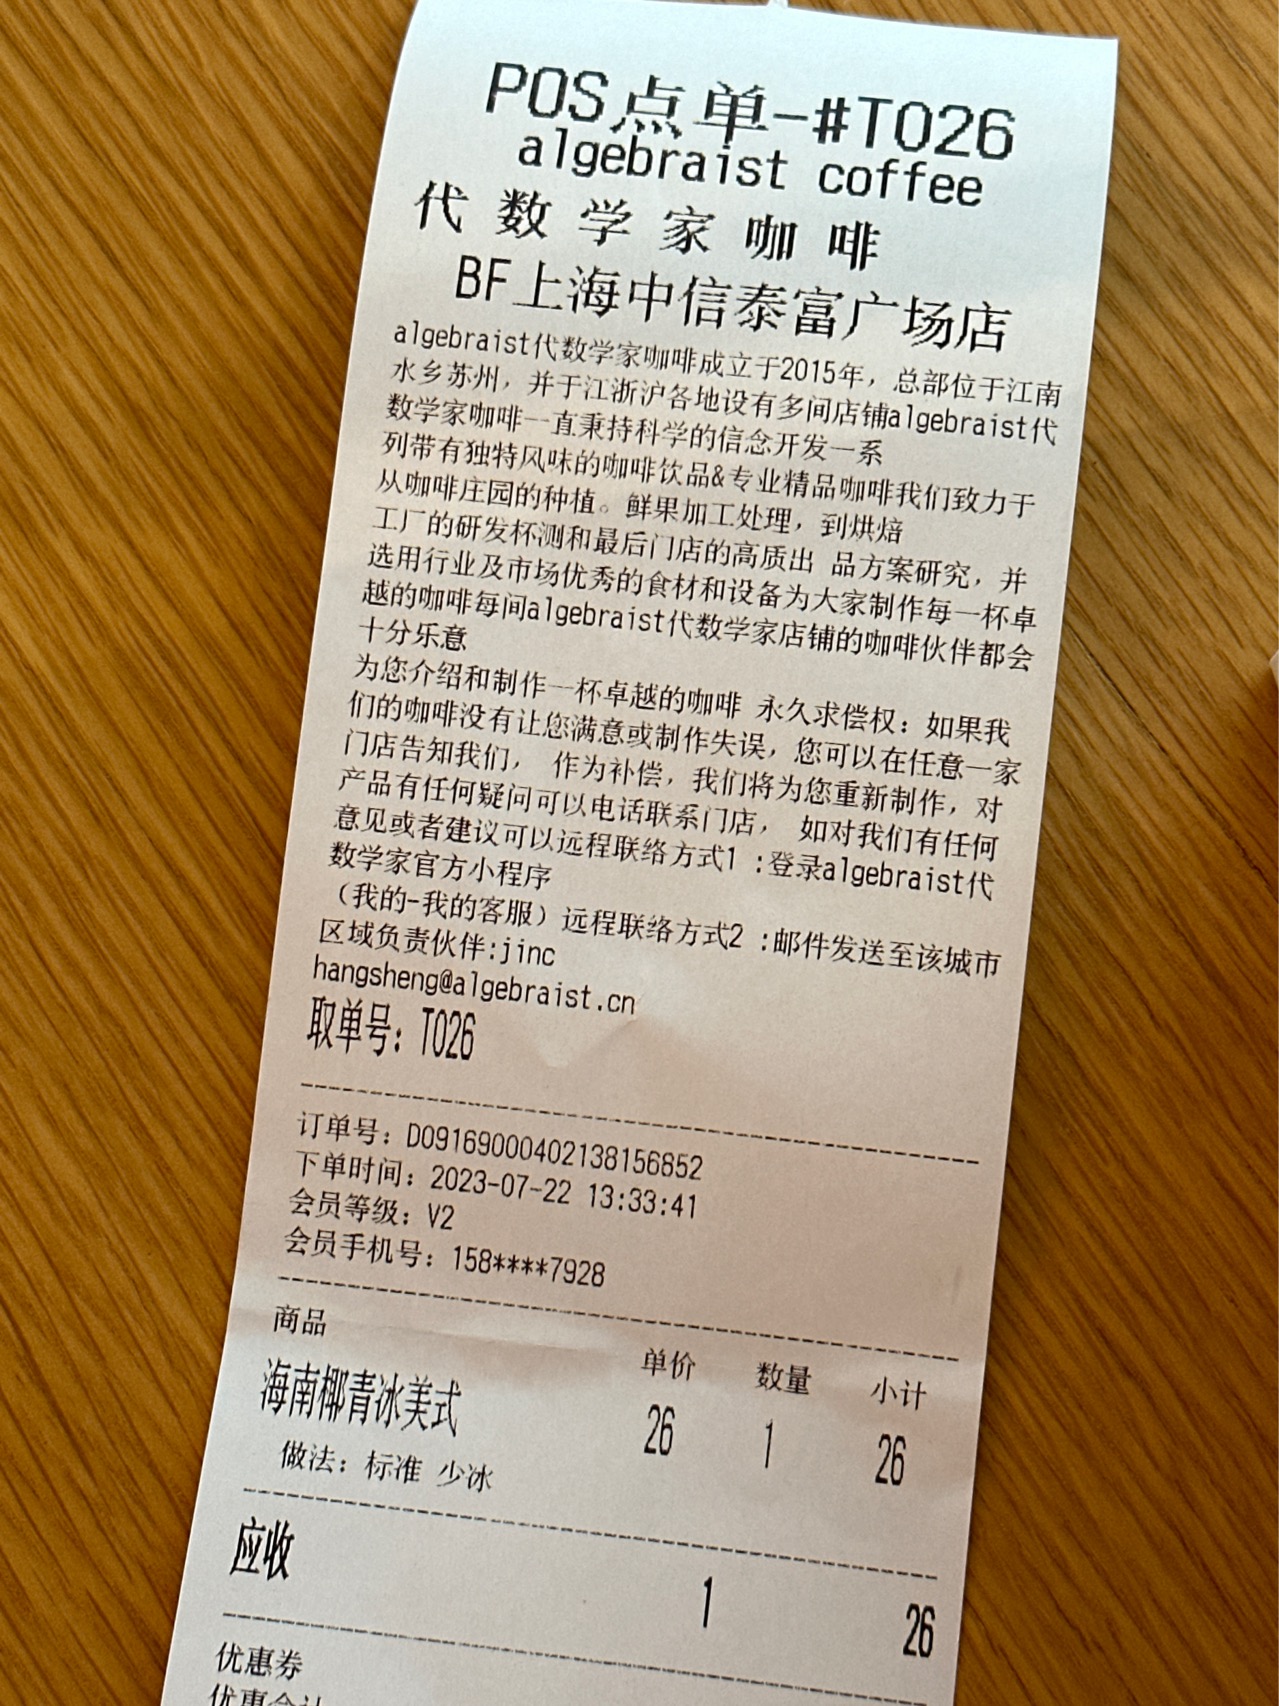 POS点单-#T026
algebraist coffee
代数学家咖啡
BF上海中信泰富广场店
algebraist代数学家咖啡成立于2015年，总部位于江南
水乡苏州，并于江浙沪各地设有多间店铺algebraist代
数学家咖啡一直秉持科学的信念开发一系
列带有独特风味的咖啡饮品&专业精品咖啡我们致力于
从咖啡庄园的种植。鲜果加工处理，到烘焙
工厂的研发杯测和最后门店的高质出 品方案研究，并
选用行业及市场优秀的食材和设备为大家制作每一杯卓
越的咖啡每间algebraist代数学家店铺的咖啡伙伴都会
十分乐意
为您介绍和制作一杯卓越的咖啡 永久求偿权：如果我
们的咖啡没有让您满意或制作失误，您可以在任意一家
门店告知我们， 作为补偿，我们将为您重新制作，对
产品有任何疑问可以电话联系门店， 如对我们有任何
意见或者建议可以远程联络方式1 :登录algebraist代
数学家官方小程序
（我的-我的客服）远程联络方式2 :邮件发送至该城市
区域负责伙伴:jinc
hangsheng@algebraist.cn
取单号：T026
订单号：D09169000402138156852
下单时间：2023-07-22 13:33:41
会员等级：V2
会员手机号：158****7928
商品 单价 数量 小计
海南椰青冰美式 26 1 26
做法：标准 少冰
应收 1 26
优惠券
优惠合计